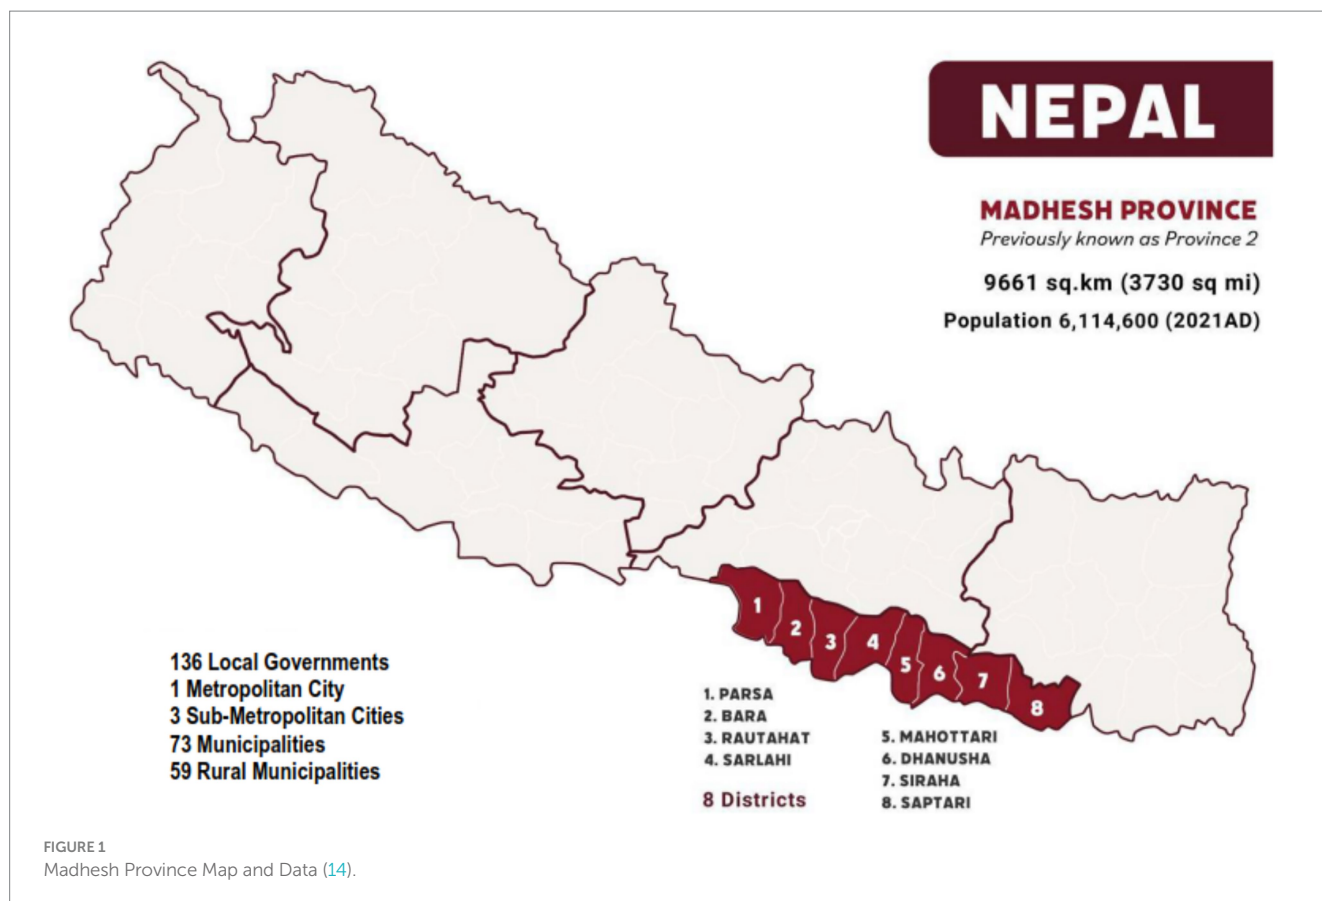 NEPAL
MADHESH PROVINCE
Previously known as Province 2
9661 sq.km (3730 sq mi)
Population 6,114,600 (2021AD)
1
2
3
4
5
6
7
8
136 Local Governments
1 Metropolitan City
3 Sub-Metropolitan Cities
73 Municipalities
59 Rural Municipalities
1. PARSA
2. BARA
3. RAUTAHAT
4. SARLAHI
8 Districts
5. MAHOTTARI
6. DHANUSHA
7. SIRAHA
8. SAPTARI
FIGURE 1
Madhesh Province Map and Data (14).